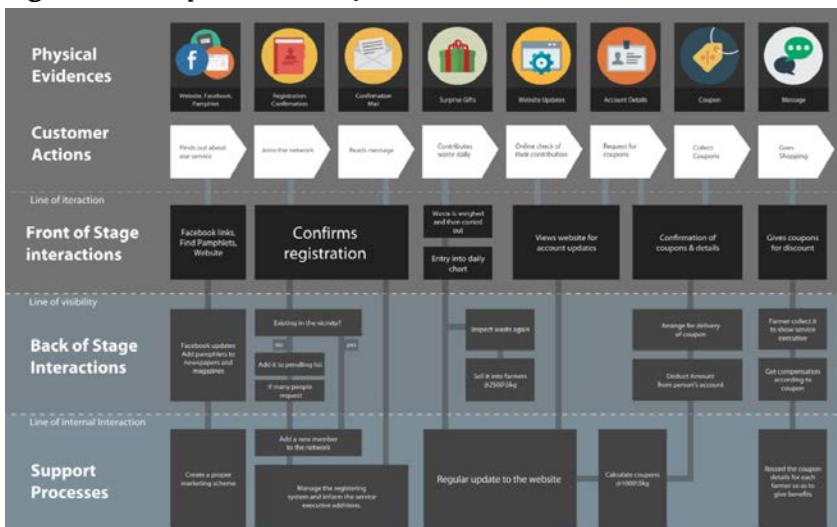 Physical
Evidences
Website, Facebook,
Pamphlet
Registration
Confirmation
Confirmation
Mail
Surprise Gifts
Website Updates
Account Details
Coupon
Message
Customer
Actions
Finds out about
our service
Joins the network
Reads message
Contributes
waste daily
Online check of
their contribution
Request for
coupons
Collect
Coupons
Goes
Shopping
Line of iteraction
Front of Stage
interactions
Facebook links,
Find Pamphlets,
Website
Confirms
registration
Waste is weighed
and then carried
out
Entry into daily
chart
Views website for
account updates
Confirmation of
coupons & details
Gives coupons
for discount
Line of visibility
Back of Stage
Interactions
Facebook updates
Add pamphlets to
newspapers and
magazines
Existing in the vicinity?
no
yes
Add it to pendling list
If many people
request
Inspect waste again
Sell it into farmers
@2500\5kg
Arrange for delivery
of coupon
Deduct Amount
from person's account
Farmer collect it
to show service
executive
Get compensation
according to
coupon
Line of internal Interaction
Support
Processes
Create a proper
marketing scheme
Add a new member
to the network
Manage the registering
system and inform the service
executive additions.
Regular update to the website
Calculate coupons
@1000\5kg
Record the coupon
details for each
farmer so as to
give benefits